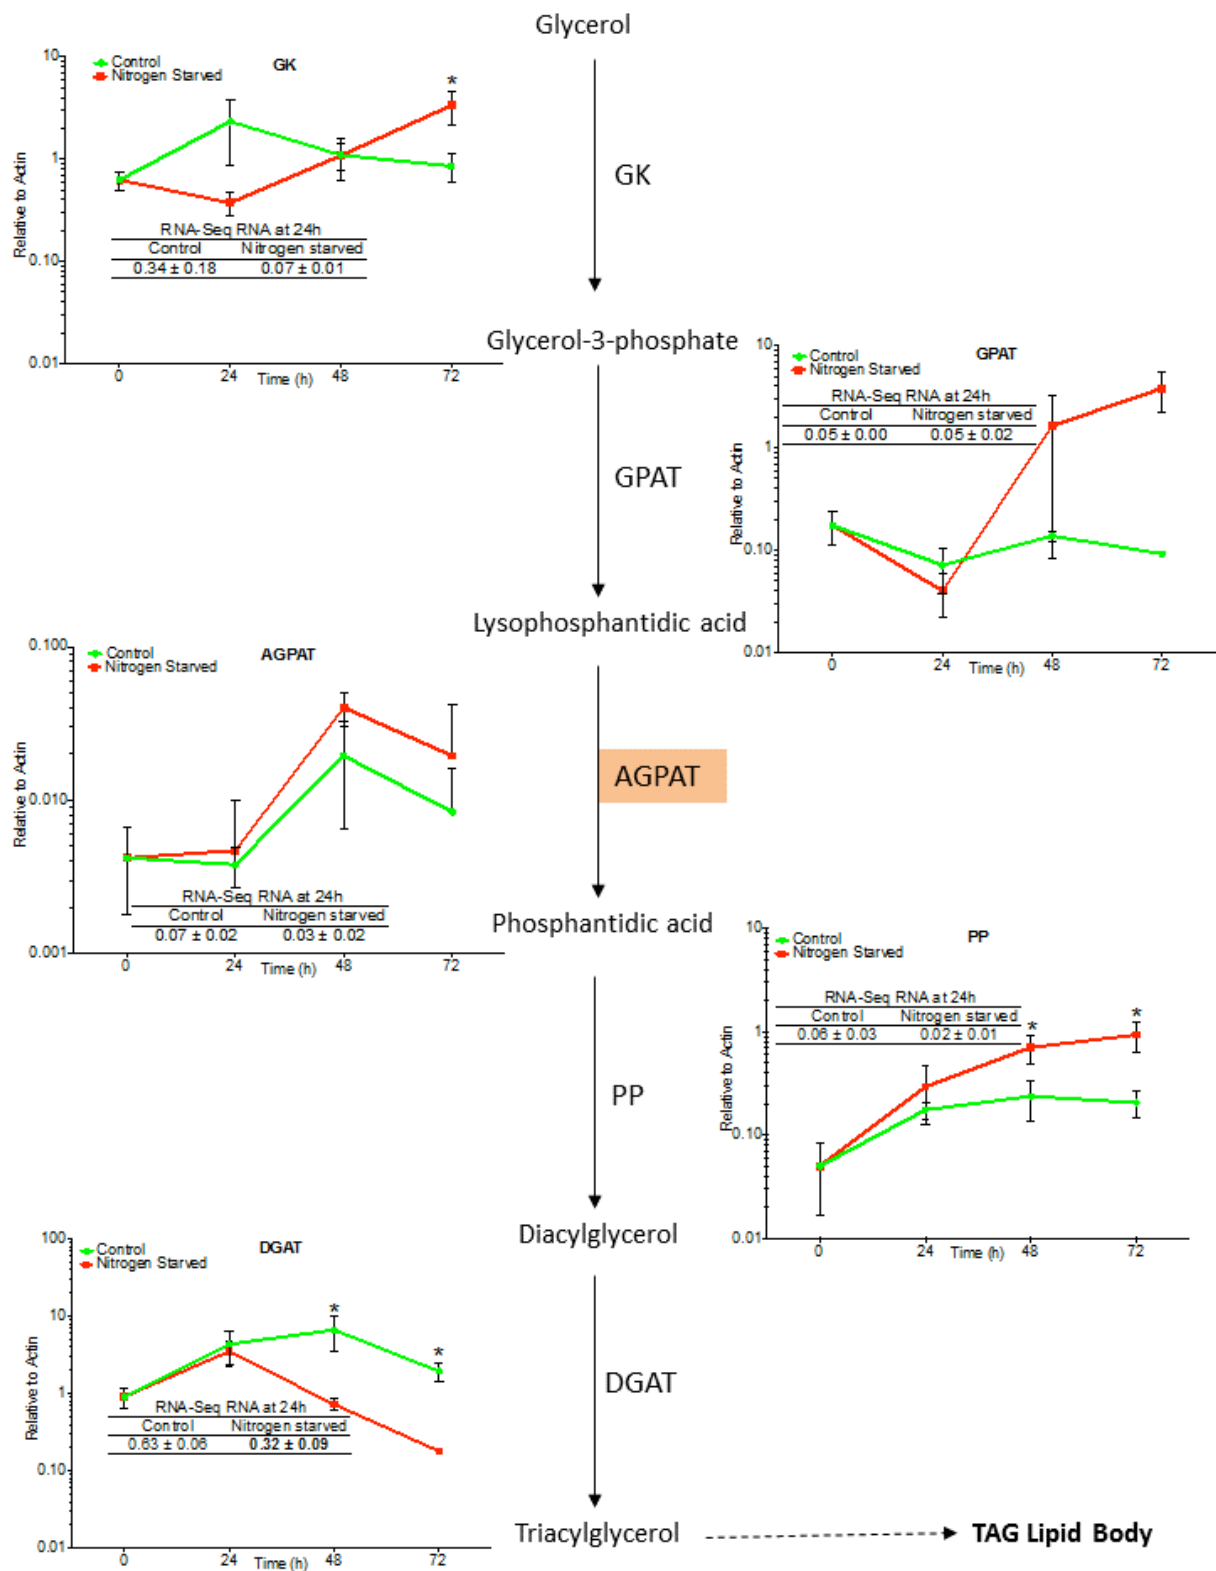 Glycerol
10
Control
Nitrogen Starved
GK
*
1
0.10
0.01
Relative to Actin
RNA-Seq RNA at 24h
Control Nitrogen starved
0.34 ± 0.18 0.07 ± 0.01
0 24 48 72
Time (h)
GK
Glycerol-3-phosphate
10
Control
Nitrogen Starved
GPAT
RNA-Seq RNA at 24h
Control Nitrogen starved
0.05 ± 0.00 0.05 ± 0.02
1
0.10
0.01
Relative to Actin
0 24 48 72
Time (h)
GPAT
Lysophosphantidic acid
0.100
Control
Nitrogen Starved
AGPAT
0.010
0.001
Relative to Actin
RNA-Seq RNA at 24h
Control Nitrogen starved
0.07 ± 0.02 0.03 ± 0.02
0 24 48 72
Time (h)
AGPAT
Phosphantidic acid
10
Control
Nitrogen Starved
PP
RNA-Seq RNA at 24h
Control Nitrogen starved
0.06 ± 0.03 0.02 ± 0.01
* *
1
0.10
0.01
Relative to Actin
0 24 48 72
Time (h)
PP
Diacylglycerol
100
Control
Nitrogen Starved
DGAT
* *
10
1
0.10
0.01
Relative to Actin
RNA-Seq RNA at 24h
Control Nitrogen starved
0.63 ± 0.06 0.32 ± 0.09
0 24 48 72
Time (h)
DGAT
Triacylglycerol TAG Lipid Body